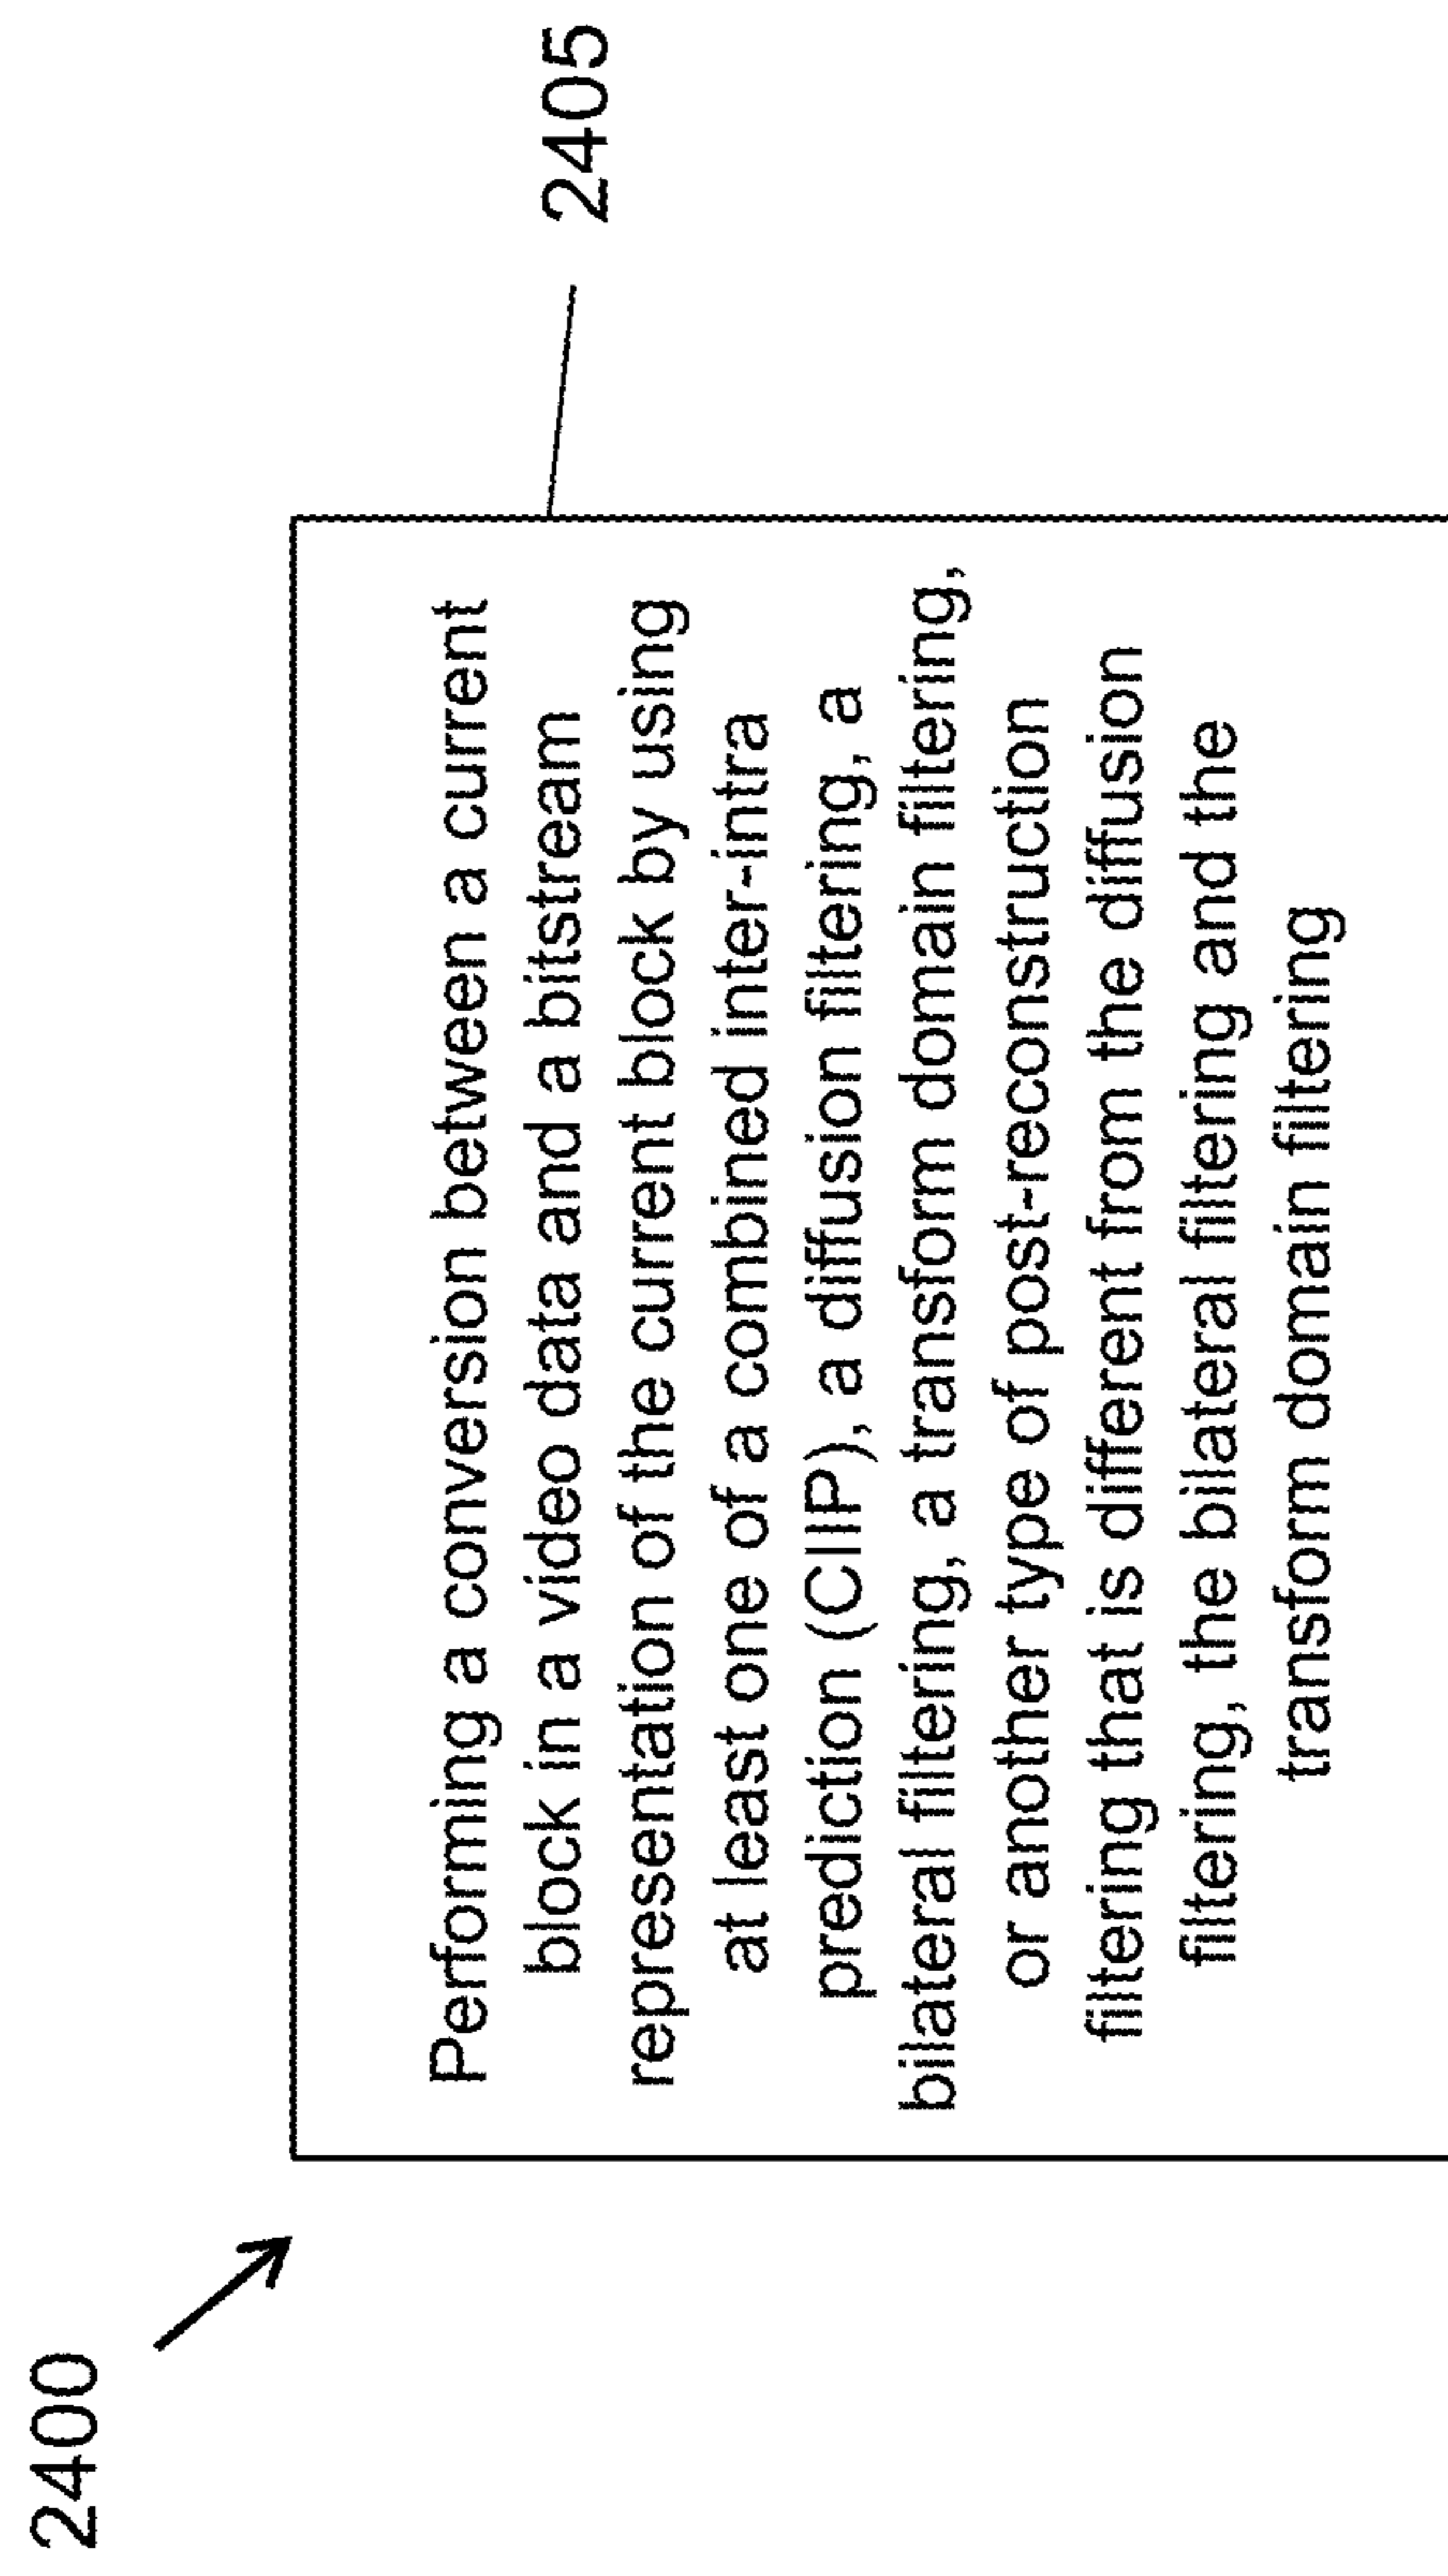 2400
2405
Performing a conversion between a current
block in a video data and a bitstream
representation of the current block by using
at least one of a combined inter-intra
prediction (CIIP), a diffusion filtering, a
bilateral filtering, a transform domain filtering,
or another type of post-reconstruction
filtering that is different from the diffusion
filtering, the bilateral filtering and the
transform domain filtering